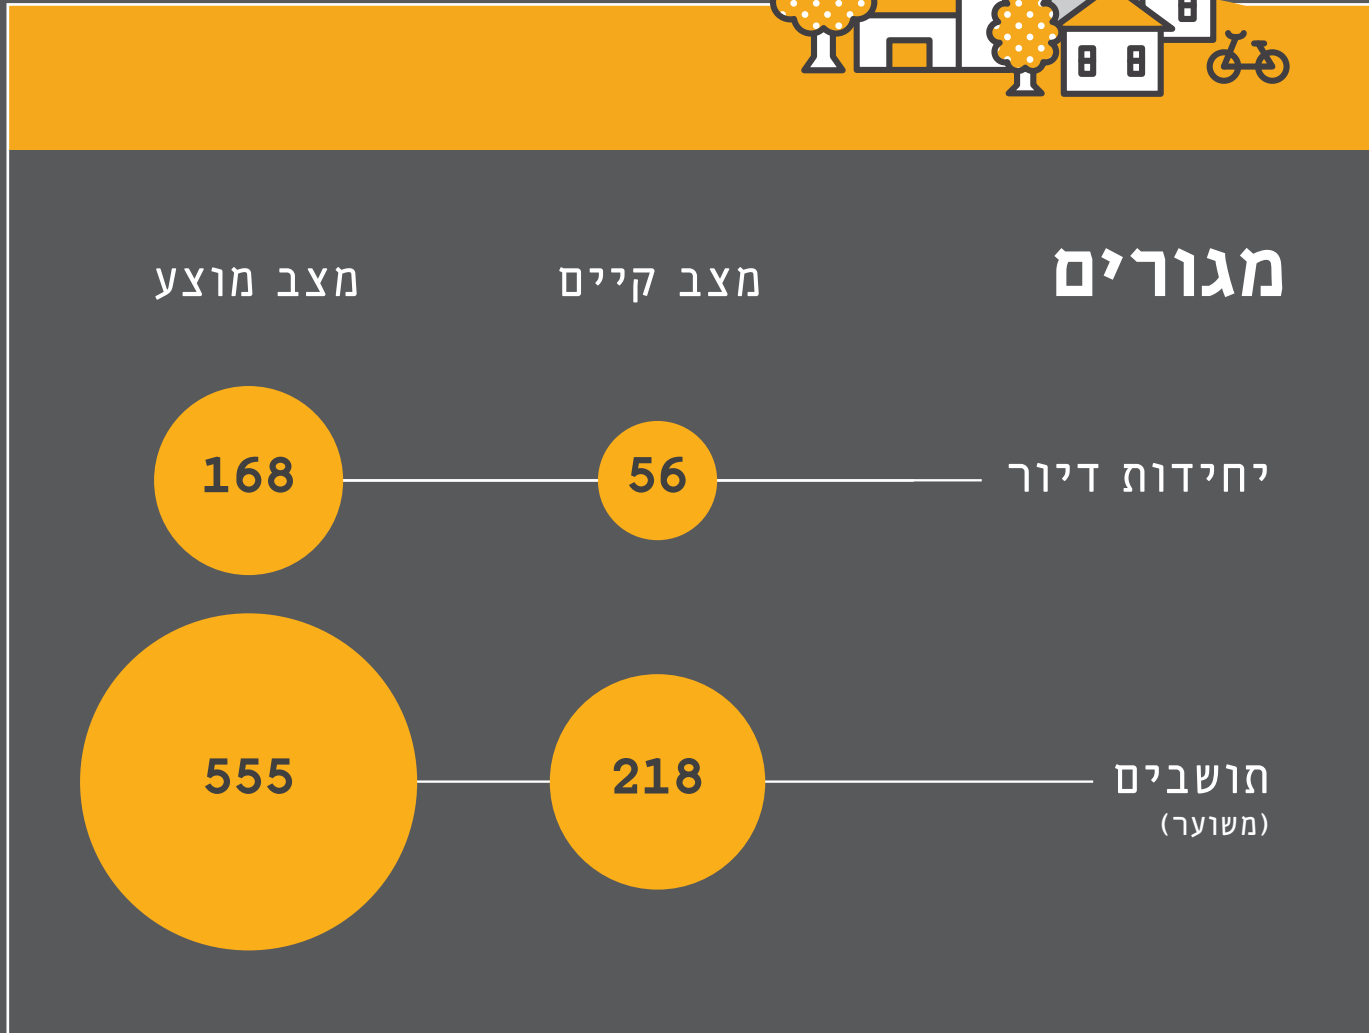 מגורים
מצב קיים
מצב מוצע
יחידות דיור
56
168
תושבים
(משוער)
218
555